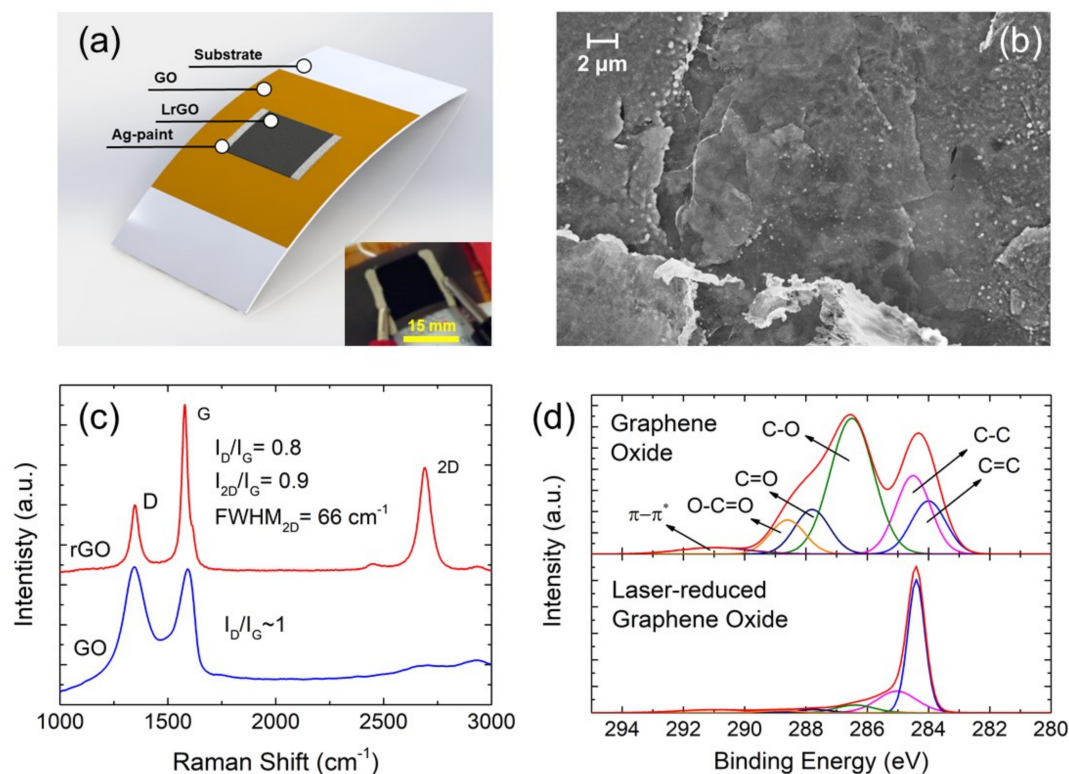 (a)
Substrate
GO
LrGO
Ag-paint
15 mm
(b)
2 µm
(c)
G
D
2D
I_D/I_G= 0.8
I_2D/I_G= 0.9
FWHM_2D= 66 cm⁻¹
rGO
GO
I_D/I_G~1
Intentisty (a.u.)
1000 1500 2000 2500 3000
Raman Shift (cm⁻¹)
(d)
Graphene
Oxide
C-O
C=O
O-C=O
π−π*
C-C
C=C
Laser-reduced
Graphene Oxide
Intensity (a.u.)
294 292 290 288 286 284 282 280
Binding Energy (eV)